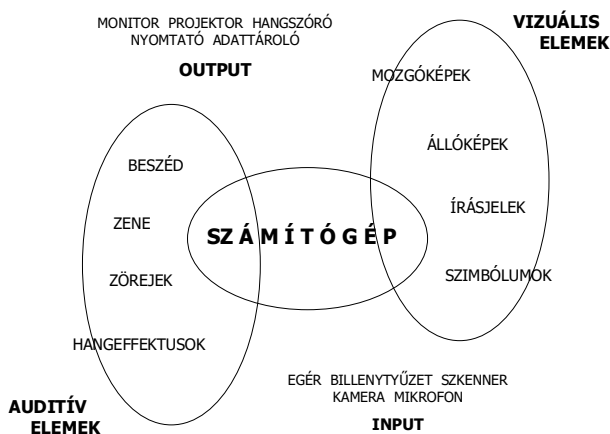 MONITOR PROJEKTOR HANGSZÓRÓ
NYOMTATÓ ADATTÁROLÓ
OUTPUT
VIZUÁLIS
ELEMEK
MOZGÓKÉPEK
ÁLLÓKÉPEK
ÍRÁSJELEK
SZIMBÓLUMOK
BESZÉD
ZENE
ZÖREJEK
HANGEFFEKTUSOK
SZÁMÍTÓGÉP
AUDITÍV
ELEMEK
EGÉR BILLENYTYŰZET SZKENNER
KAMERA MIKROFON
INPUT